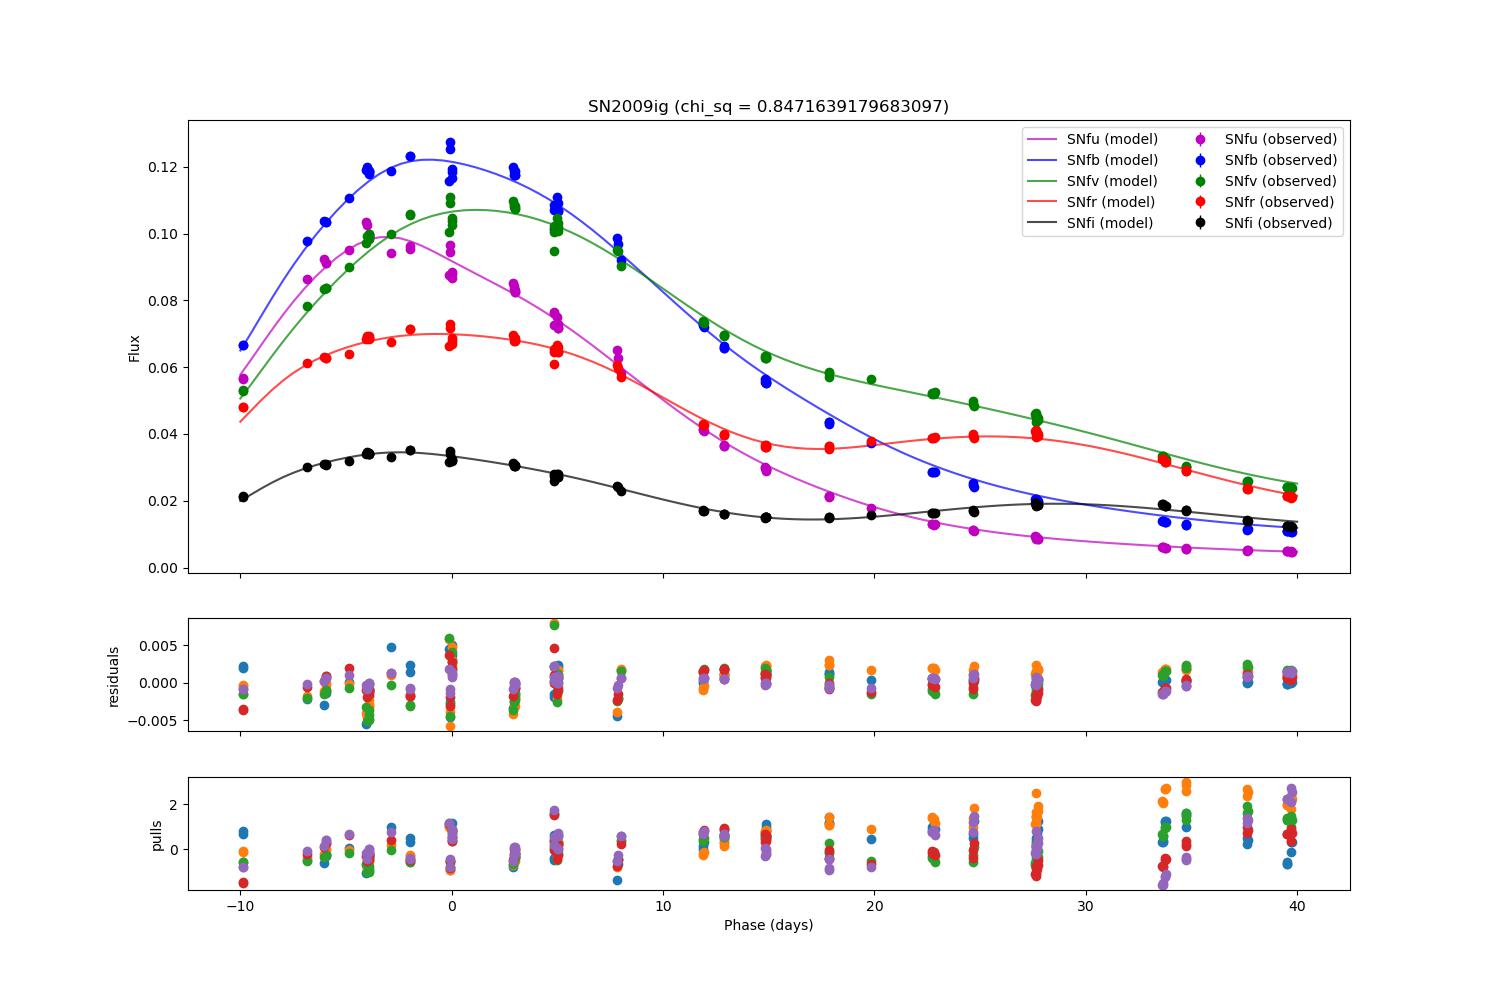 SN2009ig (chi_sq = 0.8471639179683097)
SNfu (model) SNfu (observed)
SNfb (model) SNfb (observed)
SNfv (model) SNfv (observed)
SNfr (model) SNfr (observed)
SNfi (model) SNfi (observed)
Flux
0.12
0.10
0.08
0.06
0.04
0.02
0.00
residuals
0.005
0.000
−0.005
pulls
2
0
−10 0 10 20 30 40
Phase (days)